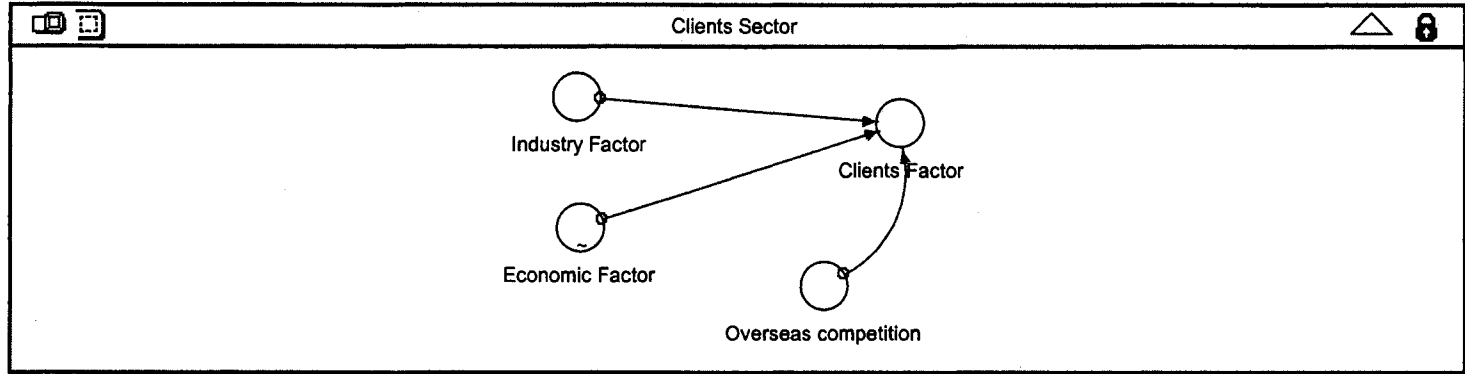 Clients Sector
Industry Factor
Clients Factor
~
Economic Factor
Overseas competition